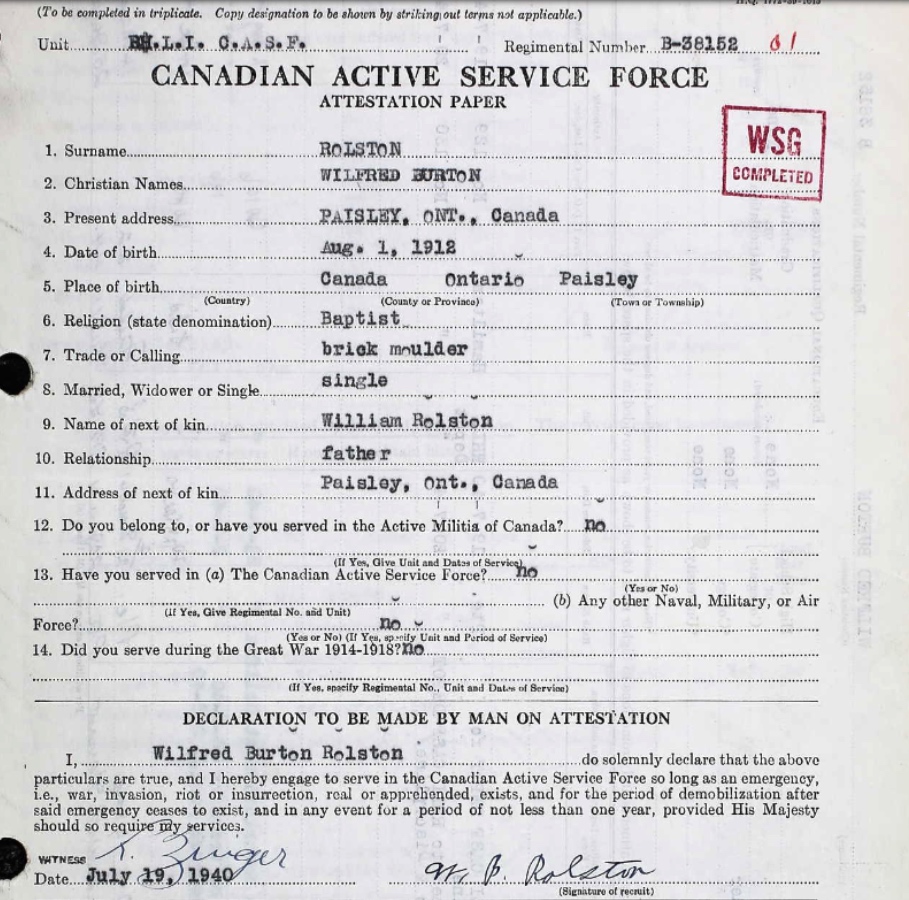 (To be completed in triplicate. Copy designation to be shown by striking out terms not applicable.)
Unit H.L.I. C.A.S.F. Regimental Number B-38152 61
CANADIAN ACTIVE SERVICE FORCE
ATTESTATION PAPER
WSG
COMPLETED
1. Surname ROLSTON
2. Christian Names WILFRED BURTON
3. Present address PAISLEY, ONT., Canada
4. Date of birth Aug. 1, 1912
5. Place of birth Canada Ontario Paisley
(Country) (County or Province) (Town or Township)
6. Religion (state denomination) Baptist
7. Trade or Calling brick moulder
8. Married, Widower or Single single
9. Name of next of kin William Rolston
10. Relationship father
11. Address of next of kin Paisley, Ont., Canada
12. Do you belong to, or have you served in the Active Militia of Canada? no
(If Yes, Give Unit and Dates of Service)
13. Have you served in (a) The Canadian Active Service Force? no
(Yes or No)
(b) Any other Naval, Military, or Air
(If Yes, Give Regimental No. and Unit)
Force? no
(Yes or No) (If Yes, specify Unit and Period of Service)
14. Did you serve during the Great War 1914-1918? no
(If Yes, specify Regimental No., Unit and Dates of Service)
DECLARATION TO BE MADE BY MAN ON ATTESTATION
I, Wilfred Burton Rolston do solemnly declare that the above
particulars are true, and I hereby engage to serve in the Canadian Active Service Force so long as an emergency,
i.e., war, invasion, riot or insurrection, real or apprehended, exists, and for the period of demobilization after
said emergency ceases to exist, and in any event for a period of not less than one year, provided His Majesty
should so require my services.
WITNESS Zinger
Date July 19, 1940 W. B. Rolston
(Signature of recruit)